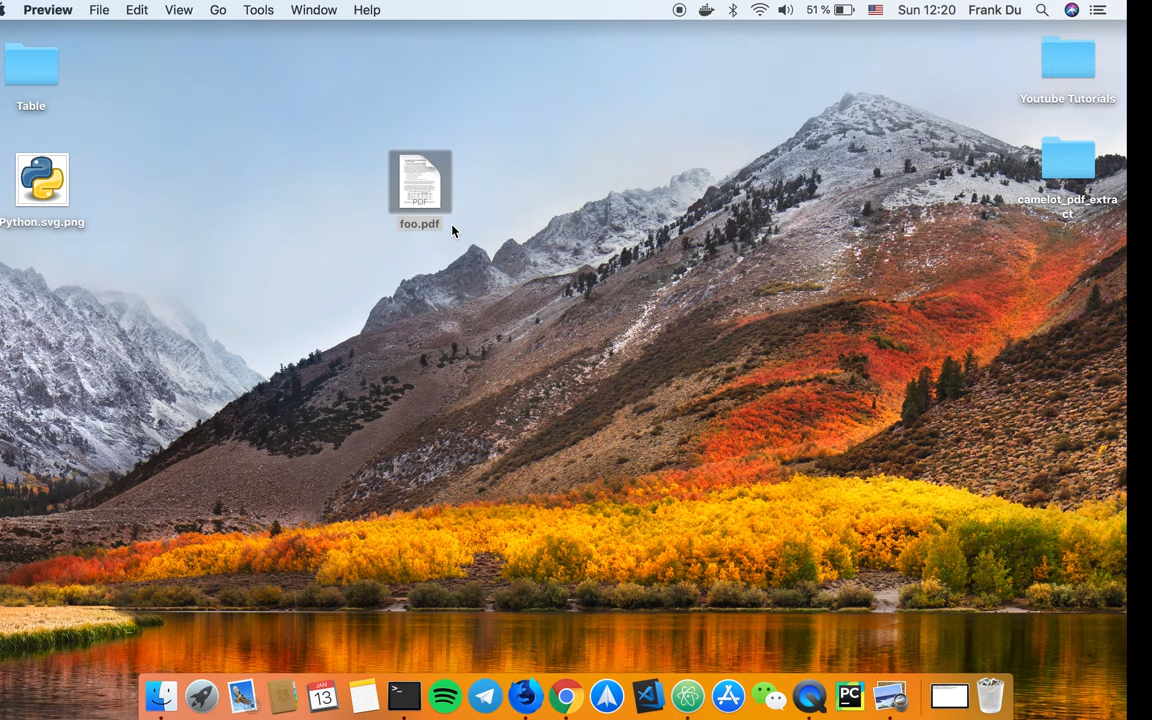 Preview File Edit View Go Tools Window Help 51% Sun 12:20 Frank Du
Table
Youtube Tutorials
Python.svg.png
PDF
foo.pdf
camelot_pdf_extra
ct
JAN
13
>_
PC